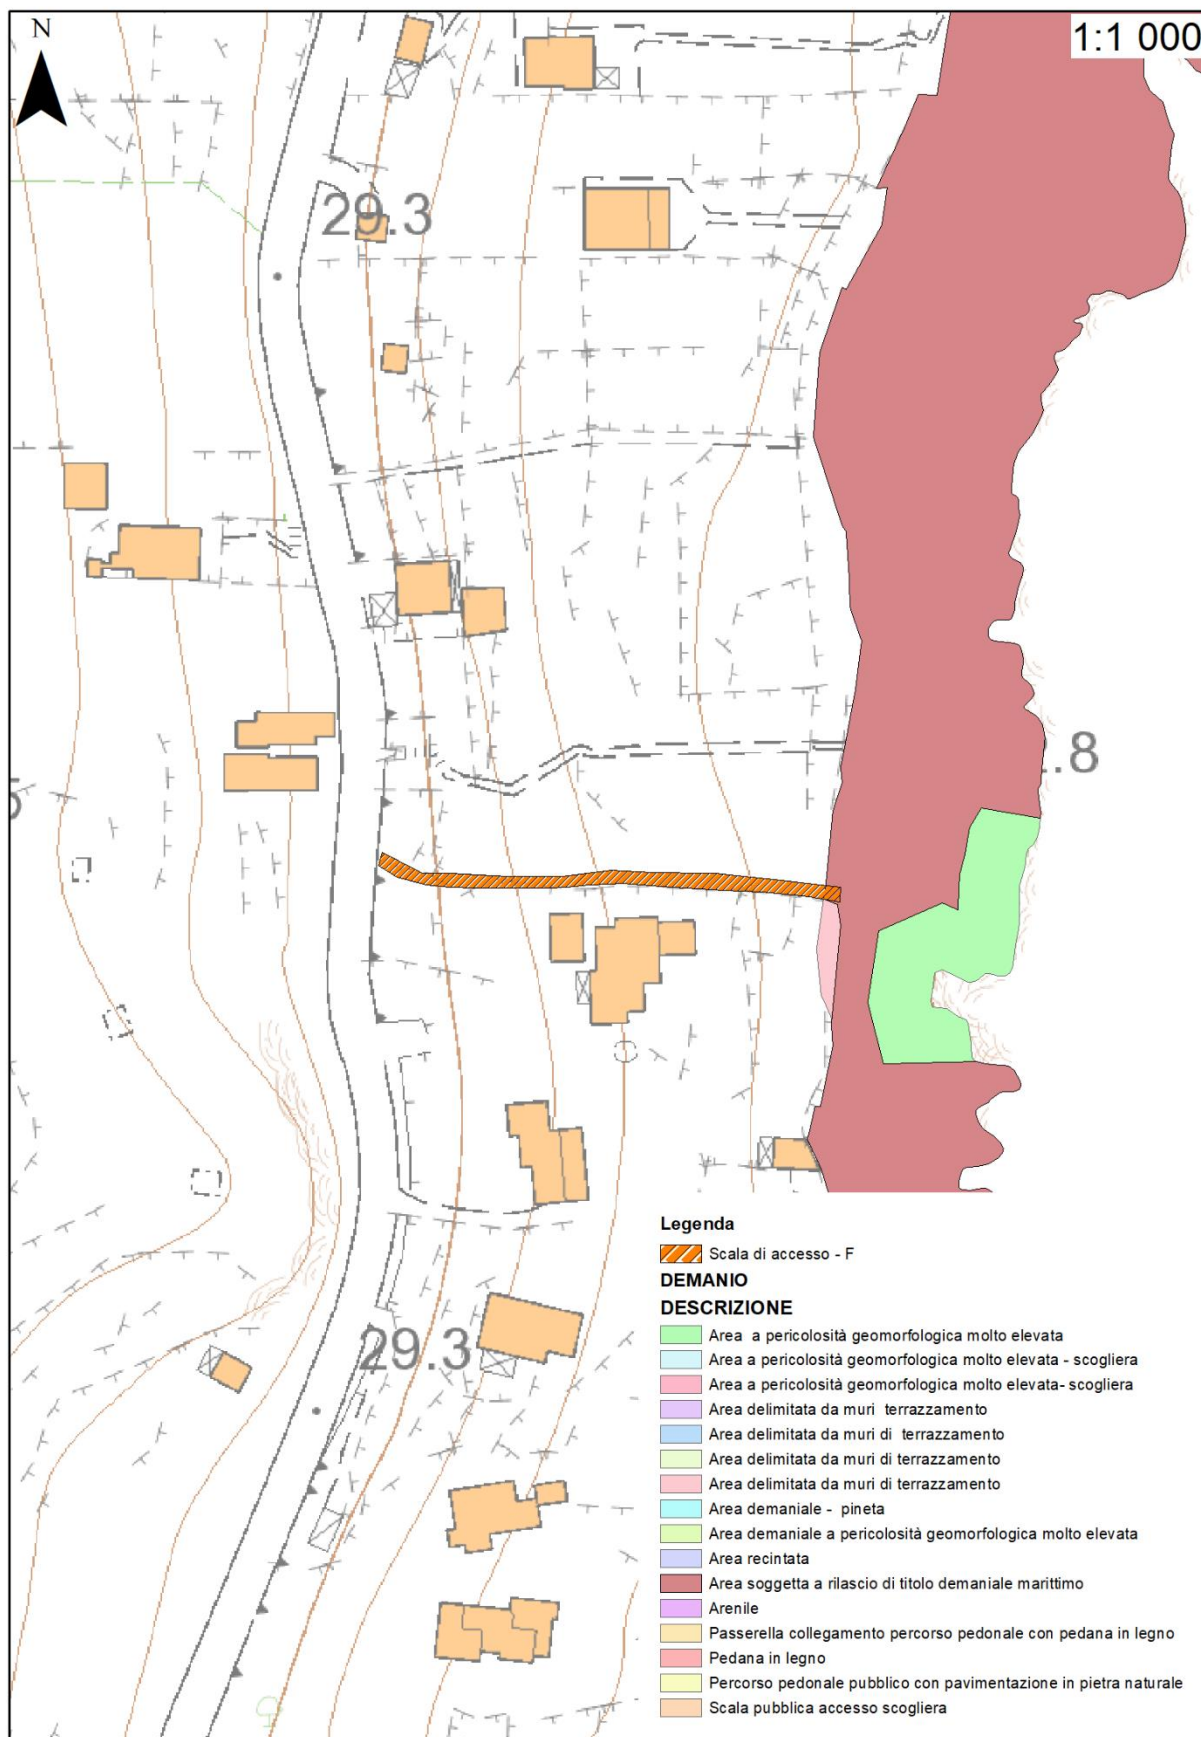 N
1:1 000
29.3
.8
29.3
Legenda
Scala di accesso - F
DEMANIO
DESCRIZIONE
Area  a pericolosità geomorfologica molto elevata
Area a pericolosità geomorfologica molto elevata - scogliera
Area a pericolosità geomorfologica molto elevata- scogliera
Area delimitata da muri  terrazzamento
Area delimitata da muri di  terrazzamento
Area delimitata da muri di terrazzamento
Area delimitata da muri di terrazzamento
Area demaniale -  pineta
Area demaniale a pericolosità geomorfologica molto elevata
Area recintata
Area soggetta a rilascio di titolo demaniale marittimo
Arenile
Passerella collegamento percorso pedonale con pedana in legno
Pedana in legno
Percorso pedonale pubblico con pavimentazione in pietra naturale
Scala pubblica accesso scogliera